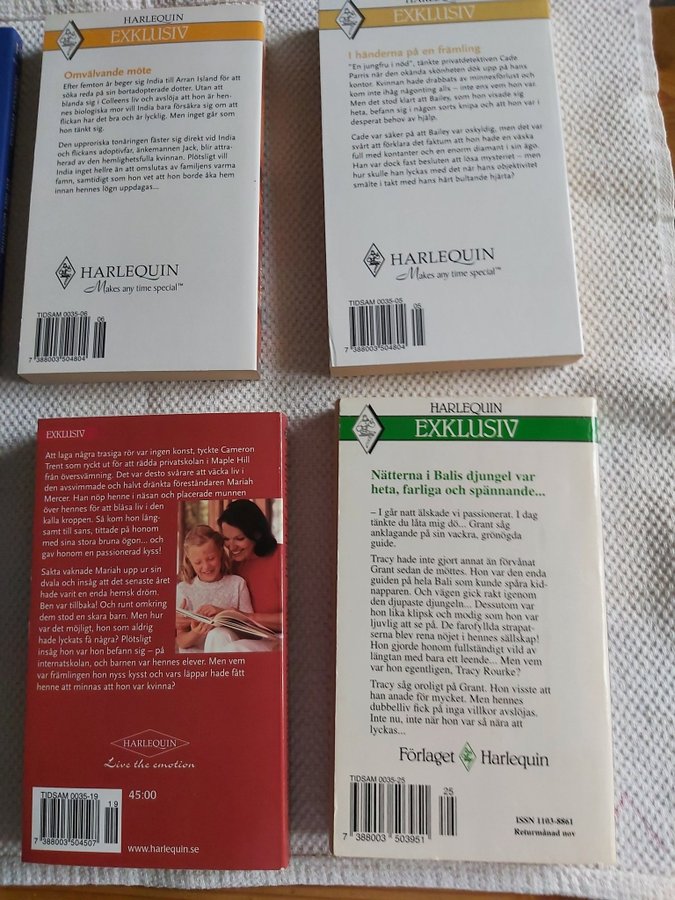 HARLEQUIN
EXKLUSIV
Omvälvande möte
Efter femton år beger sig India till Arran Island för att
söka reda på sin bortadopterade dotter. Utan att
blanda sig i Colleens liv och avslöja att hon är hen-
nes biologiska mor vill India bara försäkra sig om att
flickan har det bra och är lycklig. Men inget går som
hon tänkt sig.
Den upproriska tonåringen fäster sig direkt vid India
och flickans adoptivfar, änkemannen Jack, blir attra-
herad av den hemlighetsfulla kvinnan. Plötsligt vill
India inget hellre än att omslutas av familjens varma
famn, samtidigt som hon vet att hon borde åka hem
innan hennes lögn uppdagas...
HARLEQUIN
Makes any time special™
TIDSAM 0035-06
06
7 388003 504804
HARLEQUIN
EXKLUSIV
I händerna på en främling
"En jungfru i nöd", tänkte privatdetektiven Cade
Parris när den okända skönheten dök upp på hans
kontor. Kvinnan hade drabbats av minnesförlust och
kom inte ihåg någonting alls – inte ens vem hon var.
Men det stod klart att Bailey, som hon visade sig
heta, befann sig i någon sorts knipa och att hon var i
desperat behov av hjälp.
Cade var säker på att Bailey var oskyldig, men det var
svårt att förklara det faktum att hon hade en väska
full med kontanter och en enorm diamant i sin ägo.
Han var dock fast besluten att lösa mysteriet – men
hur skulle han lyckas med det när hans objektivitet
smälte i takt med hans hårt bultande hjärta?
HARLEQUIN
Makes any time special™
TIDSAM 0035-05
05
7 388003 504804
EXKLUSIV
Att laga några trasiga rör var ingen konst, tyckte Cameron
Trent som ryckt ut för att rädda privatskolan i Maple Hill
från översvämning. Det var desto svårare att väcka liv i
den avsvimmade och halvt dränkta föreståndaren Mariah
Mercer. Han nöp henne i näsan och placerade munnen
över hennes för att blåsa liv i den
kalla kroppen. Så kom hon lång-
samt till sans, tittade på honom
med sina stora bruna ögon... och
gav honom en passionerad kyss!
Sakta vaknade Mariah upp ur sin
dvala och insåg att det senaste året
hade varit en enda hemsk dröm.
Ben var tillbaka! Och runt omkring
dem stod en skara barn. Men hur
var det möjligt, hon som aldrig
hade lyckats få några? Plötsligt
insåg hon var hon befann sig – på
internatskolan, och barnen var hennes elever. Men vem
var främlingen hon nyss kysst och vars läppar hade fått
henne att minnas att hon var kvinna?
HARLEQUIN
Live the emotion
TIDSAM 0035-19
19
45:00
7 388003 504507
www.harlequin.se
HARLEQUIN
EXKLUSIV
Nätterna i Balis djungel var
heta, farliga och spännande...
– I går natt älskade vi passionerat. I dag
tänkte du låta mig dö... Grant såg
anklagande på sin vackra, grönögda
guide.
Tracy hade inte gjort annat än förvånat
Grant sedan de möttes. Hon var den enda
guiden på hela Bali som kunde spåra kid-
napparen. Och vägen gick rakt igenom
den djupaste djungeln... Dessutom var
hon lika klipsk och modig som hon var
ljuvlig att se på. De farofyllda strapat-
serna blev rena nöjet i hennes sällskap!
Hon gjorde honom fullständigt vild av
längtan med bara ett leende... Men vem
var hon egentligen, Tracy Rourke?
Tracy såg oroligt på Grant. Hon visste att
han anade för mycket. Men hennes
dubbelliv fick på inga villkor avslöjas.
Inte nu, inte när hon var så nära att
lyckas...
Förlaget Harlequin
TIDSAM 0035-25
25
7 388003 503951
ISSN 1103-8861
Returmånad nov